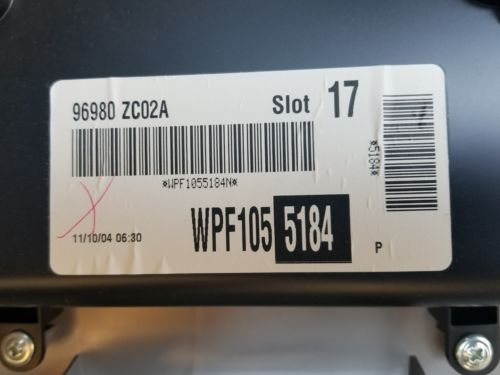 96980 ZC02A
Slot 17
*WPF1055184N*
*5184*
11/10/04 06:30
WPF105 5184
P